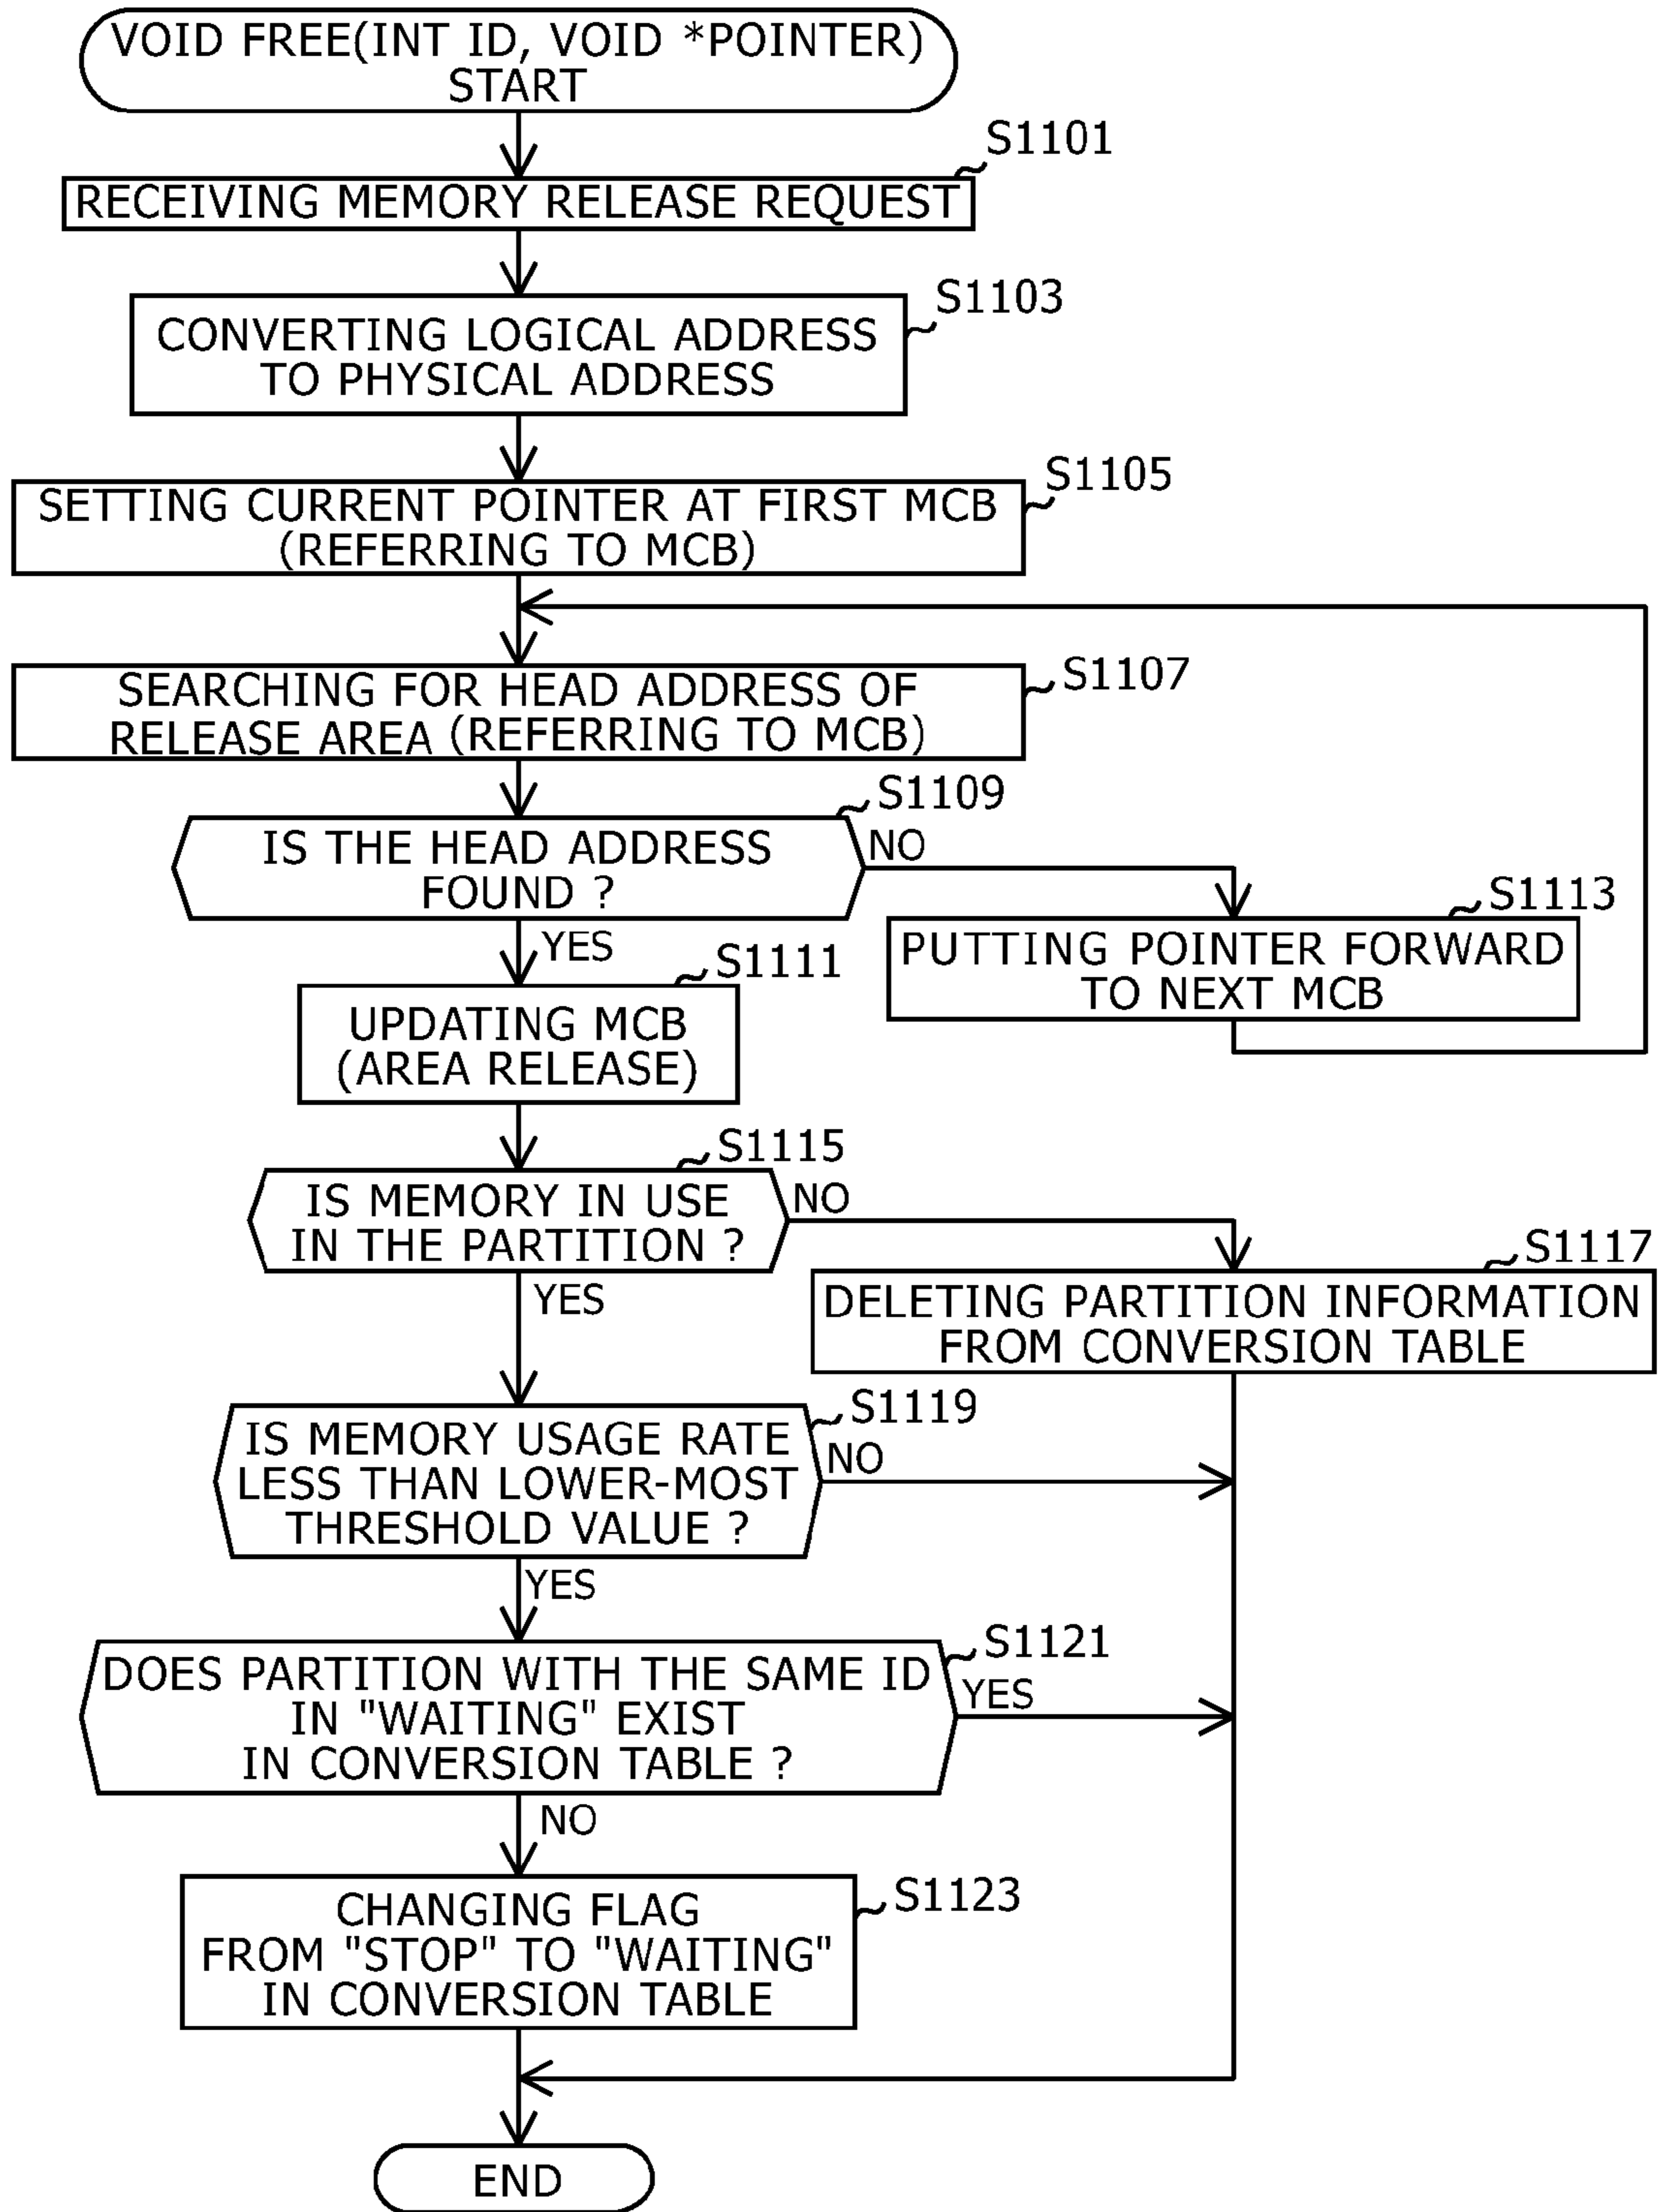 VOID FREE(INT ID, VOID *POINTER)
START
S1101
RECEIVING MEMORY RELEASE REQUEST
S1103
CONVERTING LOGICAL ADDRESS
TO PHYSICAL ADDRESS
S1105
SETTING CURRENT POINTER AT FIRST MCB
(REFERRING TO MCB)
S1107
SEARCHING FOR HEAD ADDRESS OF
RELEASE AREA (REFERRING TO MCB)
S1109
IS THE HEAD ADDRESS
FOUND ?
NO
YES
S1113
PUTTING POINTER FORWARD
TO NEXT MCB
S1111
UPDATING MCB
(AREA RELEASE)
S1115
IS MEMORY IN USE
IN THE PARTITION ?
NO
YES
S1117
DELETING PARTITION INFORMATION
FROM CONVERSION TABLE
S1119
IS MEMORY USAGE RATE
LESS THAN LOWER-MOST
THRESHOLD VALUE ?
NO
YES
S1121
DOES PARTITION WITH THE SAME ID
IN "WAITING" EXIST
IN CONVERSION TABLE ?
YES
NO
S1123
CHANGING FLAG
FROM "STOP" TO "WAITING"
IN CONVERSION TABLE
END